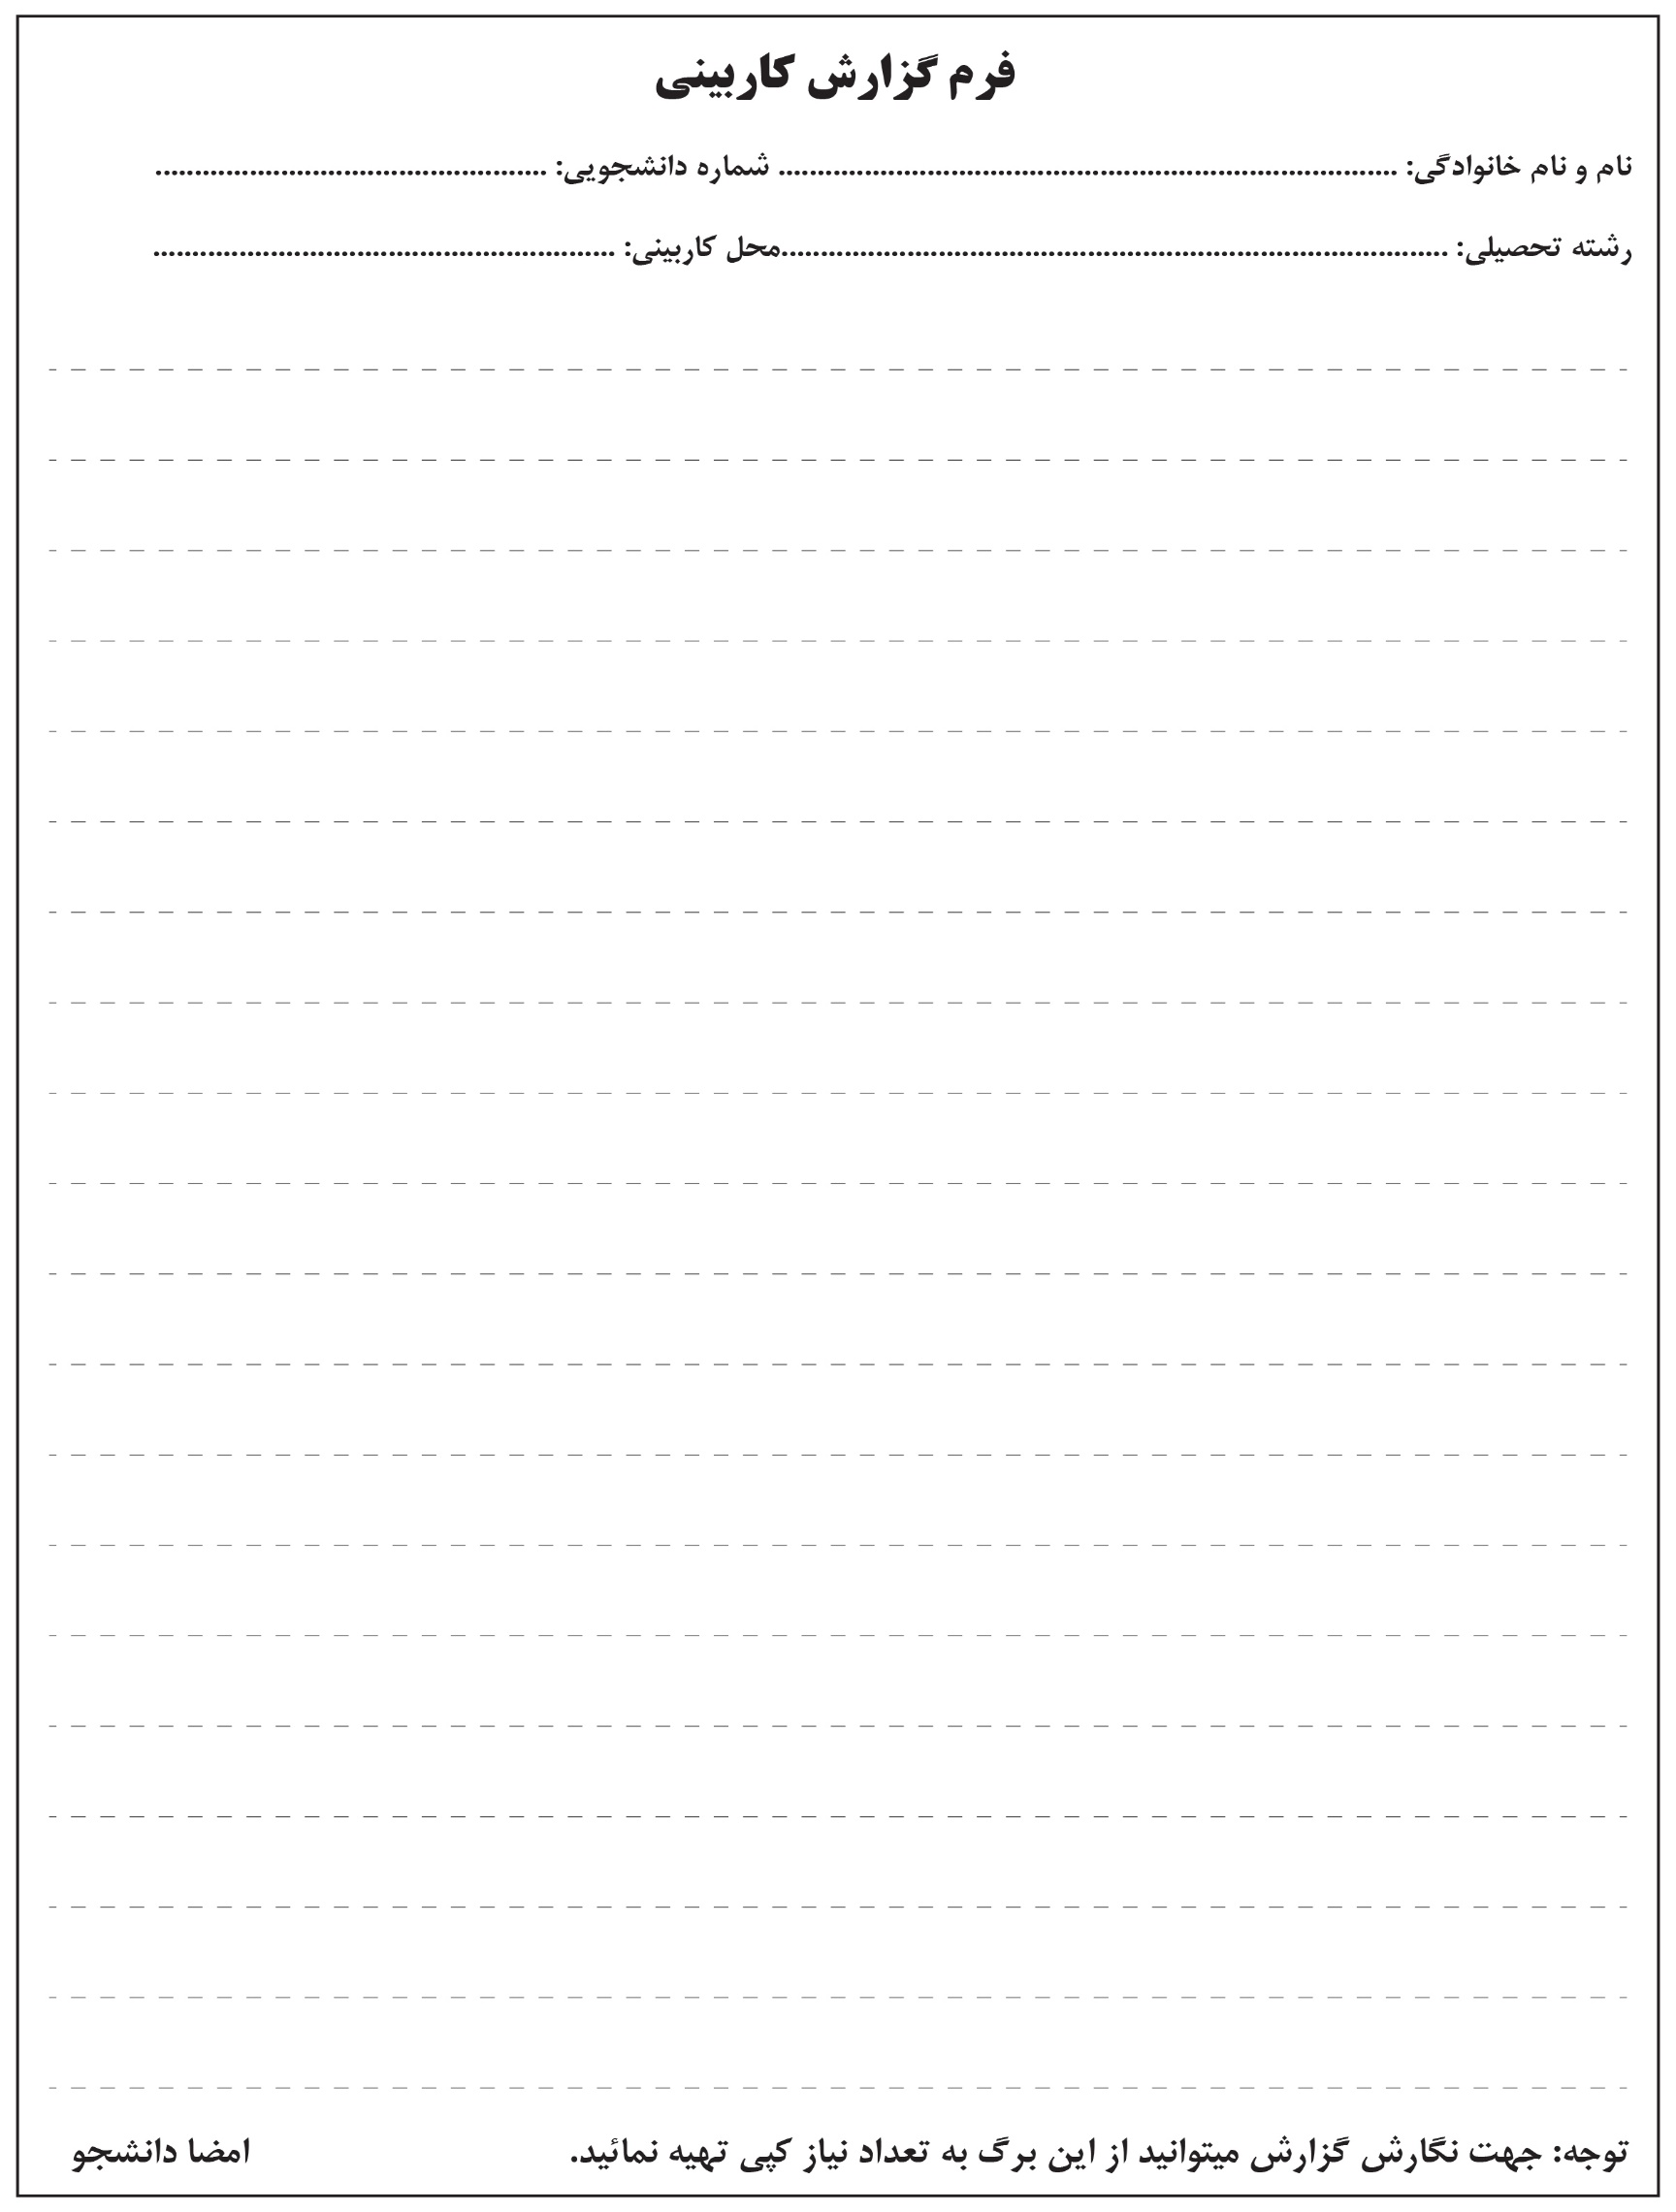 فرم گزارش کاربینی
نام و نام خانوادگی: ............................................................................... شماره دانشجویی: ..................................................
رشته تحصیلی: .....................................................................................محل کاربینی: ...........................................................
توجه: جهت نگارش گزارش میتوانید از این برگ به تعداد نیاز کپی تهیه نمائید. امضا دانشجو